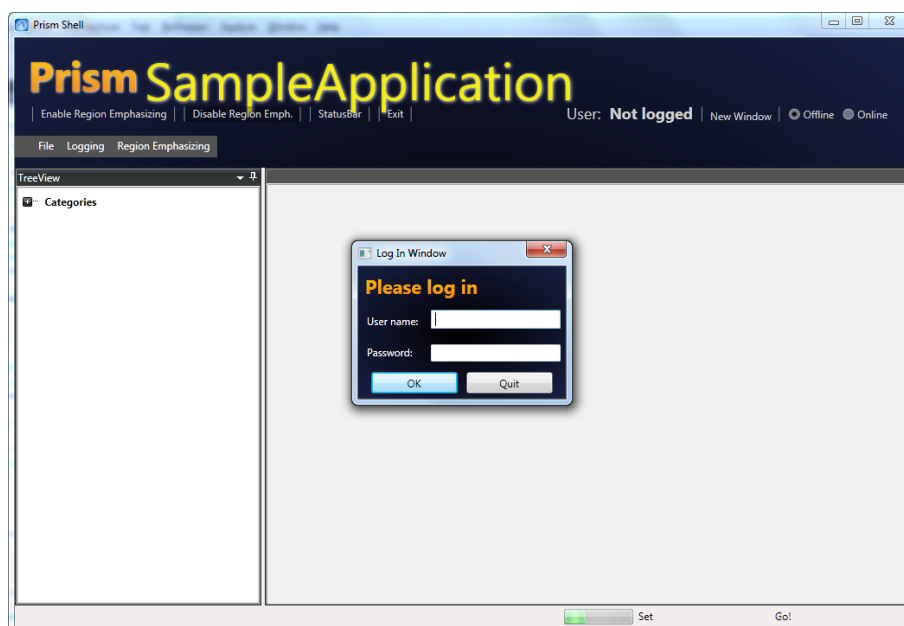 Prism Shell
Prism SampleApplication
Enable Region Emphasizing | Disable Region Emph. | StatusBar | Exit
User: Not logged | New Window | Offline Online
File Logging Region Emphasizing
TreeView
Categories
Log In Window
Please log in
User name:
Password:
OK Quit
Set Go!